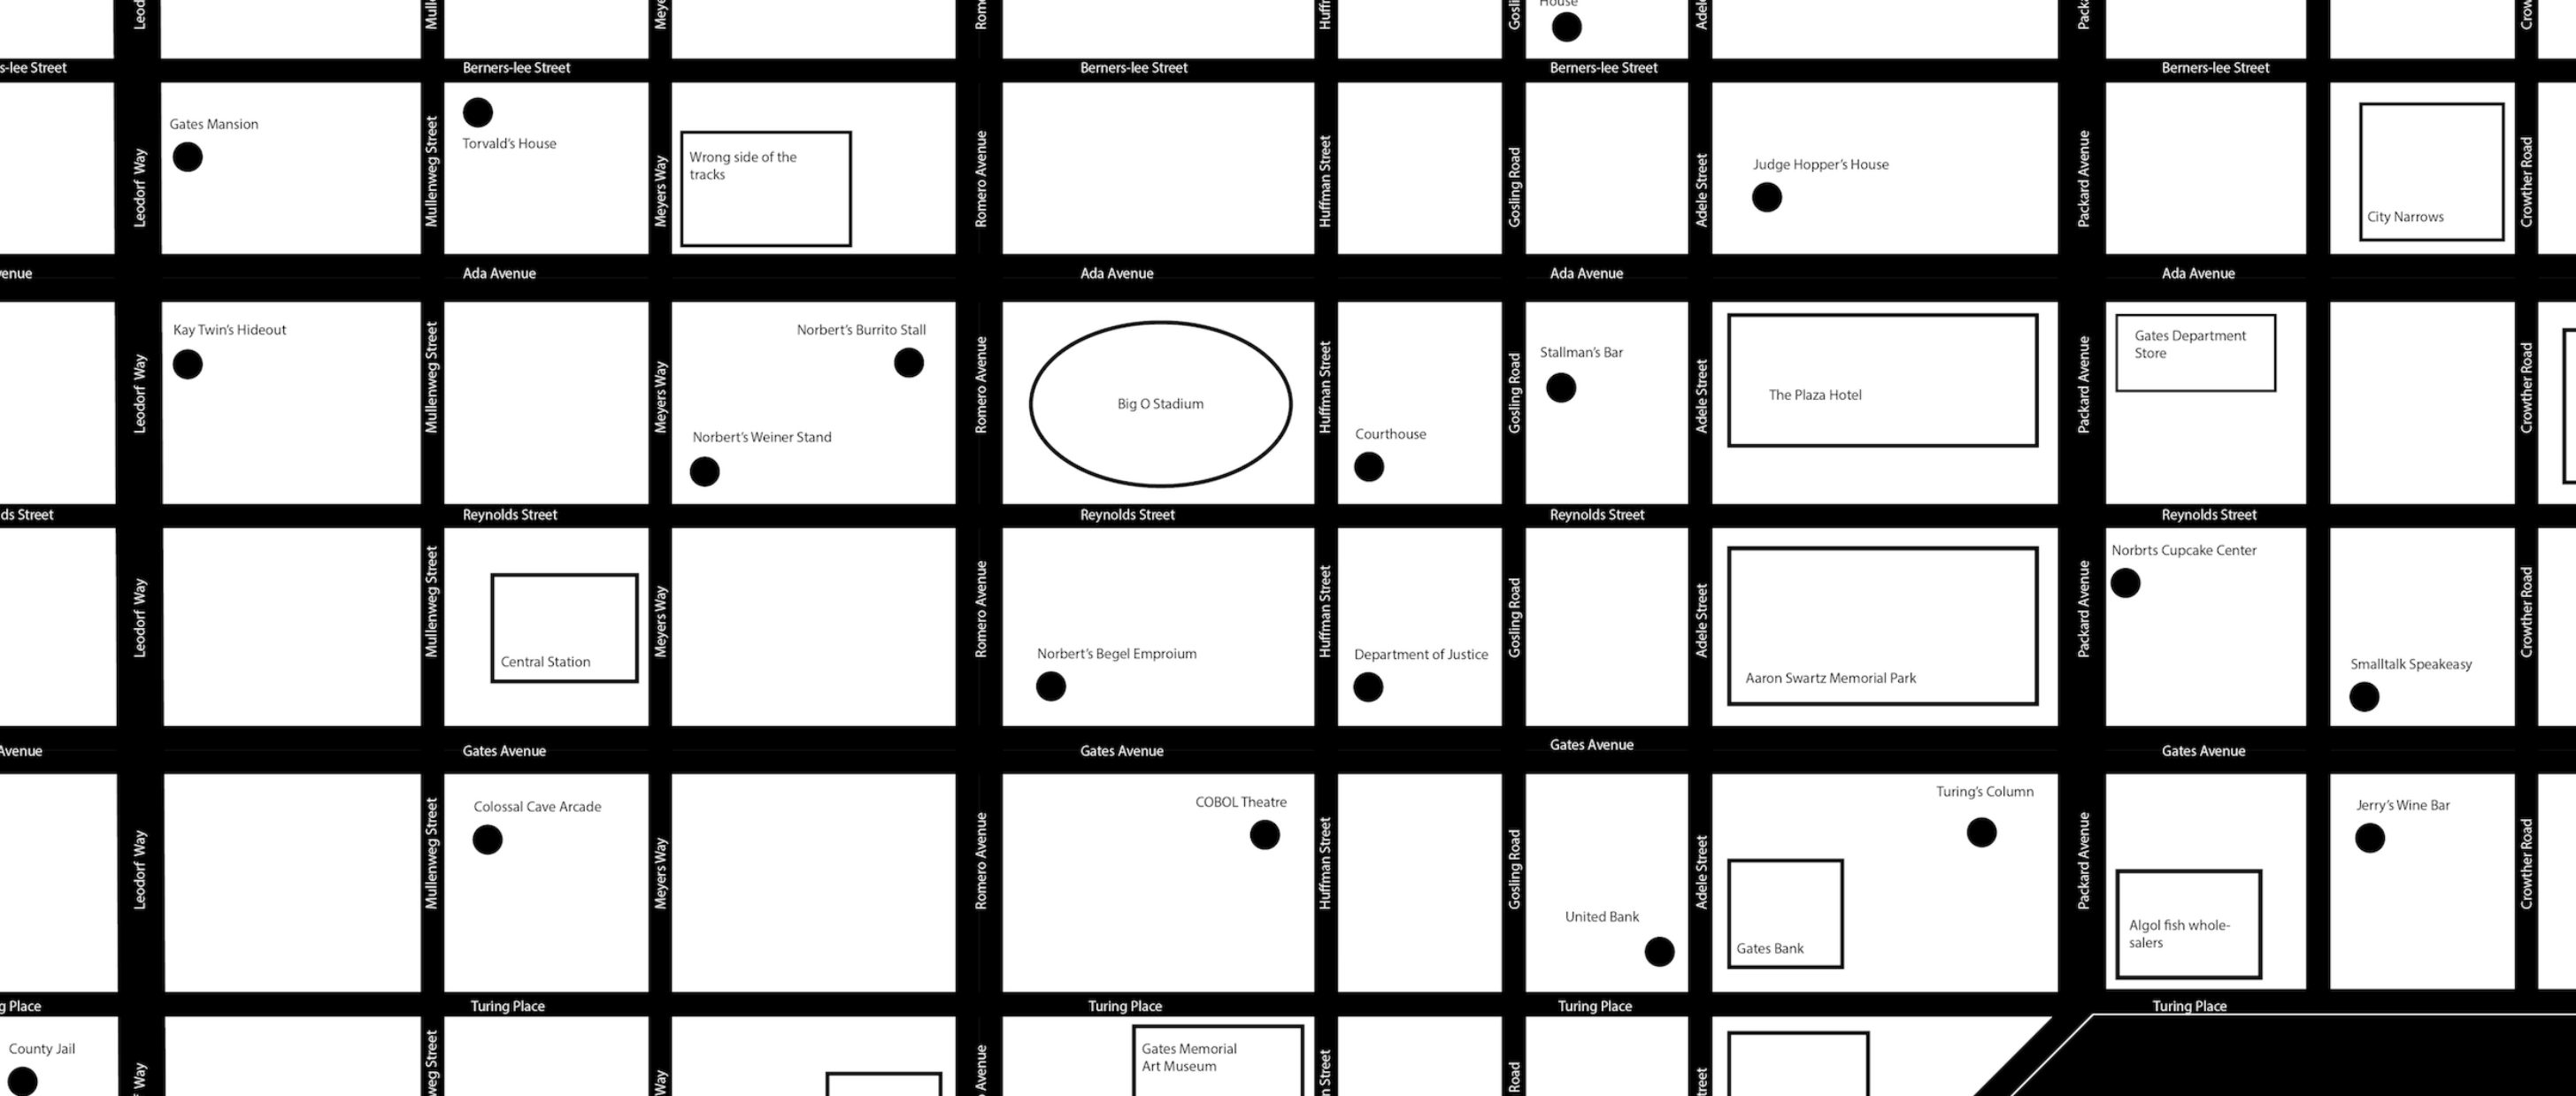 House
s-lee Street
Berners-lee Street
Berners-lee Street
Berners-lee Street
Berners-lee Street
Gates Mansion
Torvald's House
Wrong side of the
tracks
Judge Hopper's House
City Narrows
Leodorf Way
Mullenweg Street
Meyers Way
Romero Avenue
Huffman Street
Gosling Road
Adele Street
Packard Avenue
Crowther Road
venue
Ada Avenue
Ada Avenue
Ada Avenue
Ada Avenue
Kay Twin's Hideout
Norbert's Burrito Stall
Norbert's Weiner Stand
Big O Stadium
Courthouse
Stallman's Bar
The Plaza Hotel
Gates Department
Store
Leodorf Way
Mullenweg Street
Meyers Way
Romero Avenue
Huffman Street
Gosling Road
Adele Street
Packard Avenue
Crowther Road
ds Street
Reynolds Street
Reynolds Street
Reynolds Street
Reynolds Street
Central Station
Norbert's Begel Emproium
Department of Justice
Aaron Swartz Memorial Park
Norbrts Cupcake Center
Smalltalk Speakeasy
Leodorf Way
Mullenweg Street
Meyers Way
Romero Avenue
Huffman Street
Gosling Road
Adele Street
Packard Avenue
Crowther Road
Avenue
Gates Avenue
Gates Avenue
Gates Avenue
Gates Avenue
Colossal Cave Arcade
COBOL Theatre
United Bank
Turing's Column
Gates Bank
Algol fish whole-
salers
Jerry's Wine Bar
Leodorf Way
Mullenweg Street
Meyers Way
Romero Avenue
Huffman Street
Gosling Road
Adele Street
Packard Avenue
Crowther Road
g Place
Turing Place
Turing Place
Turing Place
Turing Place
County Jail
Gates Memorial
Art Museum
Way
weg Street
Way
Avenue
n Street
Road
treet